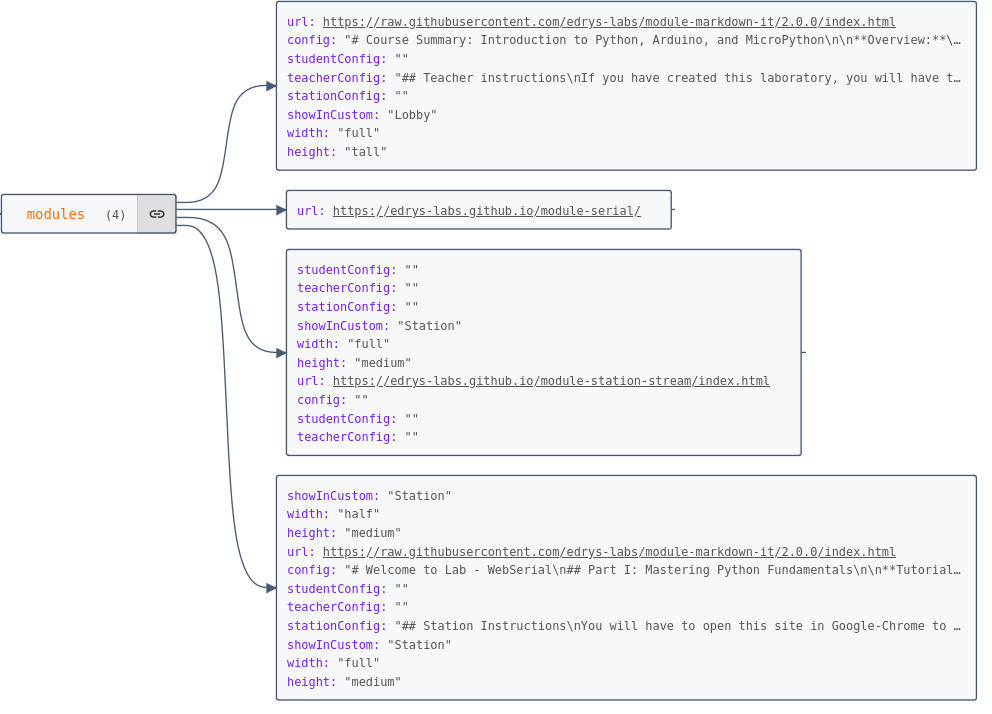 url: https://raw.githubusercontent.com/edrys-labs/module-markdown-it/2.0.0/index.html
config: "# Course Summary: Introduction to Python, Arduino, and MicroPython\n\n**Overview:**\…
studentConfig: ""
teacherConfig: "## Teacher instructions\nIf you have created this laboratory, you will have t…
stationConfig: ""
showInCustom: "Lobby"
width: "full"
height: "tall"
modules (4)
url: https://edrys-labs.github.io/module-serial/
studentConfig: ""
teacherConfig: ""
stationConfig: ""
showInCustom: "Station"
width: "full"
height: "medium"
url: https://edrys-labs.github.io/module-station-stream/index.html
config: ""
studentConfig: ""
teacherConfig: ""
showInCustom: "Station"
width: "half"
height: "medium"
url: https://raw.githubusercontent.com/edrys-labs/module-markdown-it/2.0.0/index.html
config: "# Welcome to Lab - WebSerial\n## Part I: Mastering Python Fundamentals\n\n**Tutorial…
studentConfig: ""
teacherConfig: ""
stationConfig: "## Station Instructions\nYou will have to open this site in Google-Chrome to …
showInCustom: "Station"
width: "full"
height: "medium"